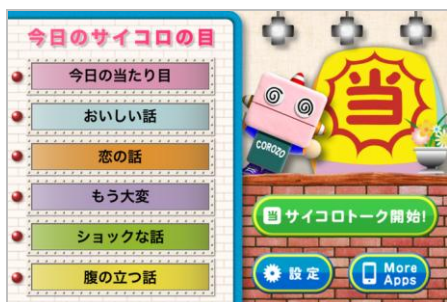 今日のサイコロの目
今日の当たり目
おいしい話
恋の話
もう大変
ショックな話
腹の立つ話
当
COROZO
当 サイコロトーク開始!
設定
More
Apps